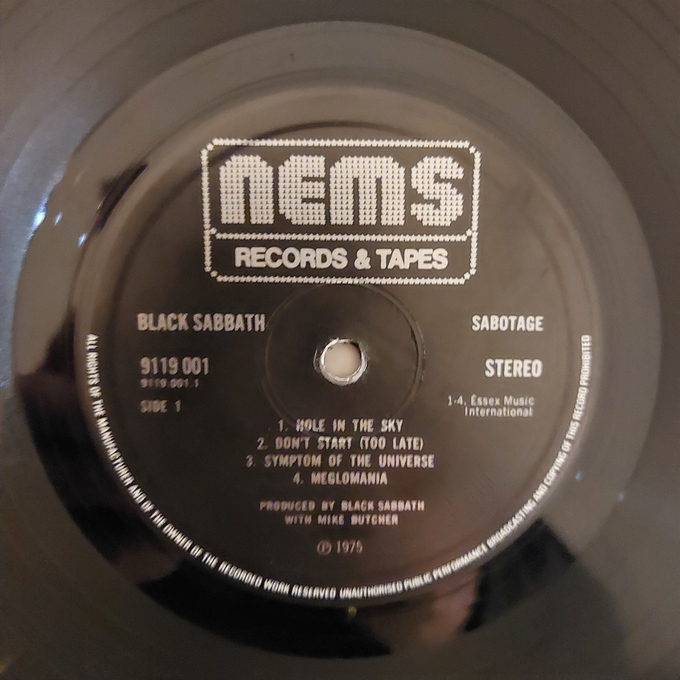 nems
RECORDS & TAPES
BLACK SABBATH
SABOTAGE
9119 001
STEREO
9119.001.1
SIDE 1
1-4. Essex Music
International
1. HOLE IN THE SKY
2. DON'T START (TOO LATE)
3. SYMPTOM OF THE UNIVERSE
4. MEGLOMANIA
PRODUCED BY BLACK SABBATH
WITH MIKE BUTCHER
Ⓟ 1975
ALL RIGHTS OF THE MANUFACTURER AND OF THE OWNER OF THE RECORDED WORK RESERVED UNAUTHORISED PUBLIC PERFORMANCE BROADCASTING AND COPYING OF THIS RECORD PROHIBITED